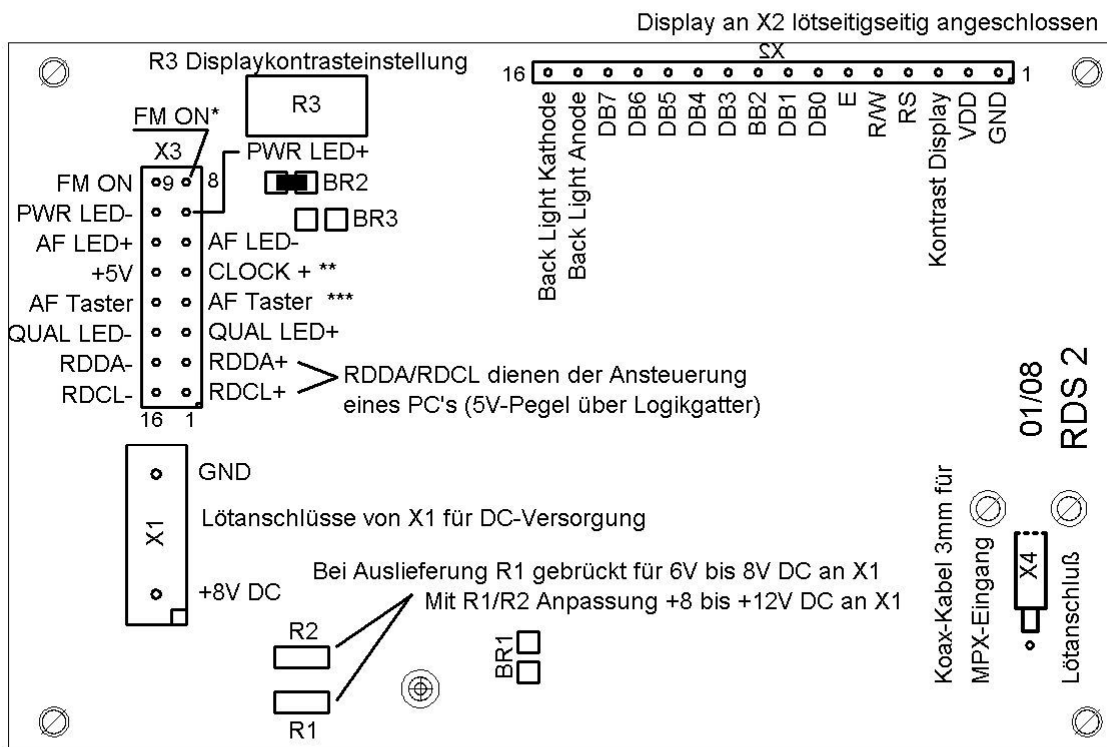 Display an X2 lötseitigseitig angeschlossen
R3 Displaykontrasteinstellung
R3
X2
16
1
Back Light Kathode
Back Light Anode
DB7
DB6
DB5
DB4
DB3
BB2
DB1
DB0
E
R/W
RS
Kontrast Display
VDD
GND
FM ON*
X3
PWR LED+
FM ON 9 8
BR2
PWR LED-
BR3
AF LED+ AF LED-
+5V CLOCK + **
AF Taster AF Taster ***
QUAL LED- QUAL LED+
RDDA- RDDA+
RDCL- RDCL+
16 1
RDDA/RDCL dienen der Ansteuerung
eines PC's (5V-Pegel über Logikgatter)
01/08
RDS 2
X1
GND
Lötanschlüsse von X1 für DC-Versorgung
+8V DC
Bei Auslieferung R1 gebrückt für 6V bis 8V DC an X1
Mit R1/R2 Anpassung +8 bis +12V DC an X1
R2
R1
BR1
Koax-Kabel 3mm für
MPX-Eingang
X4
Lötanschluß